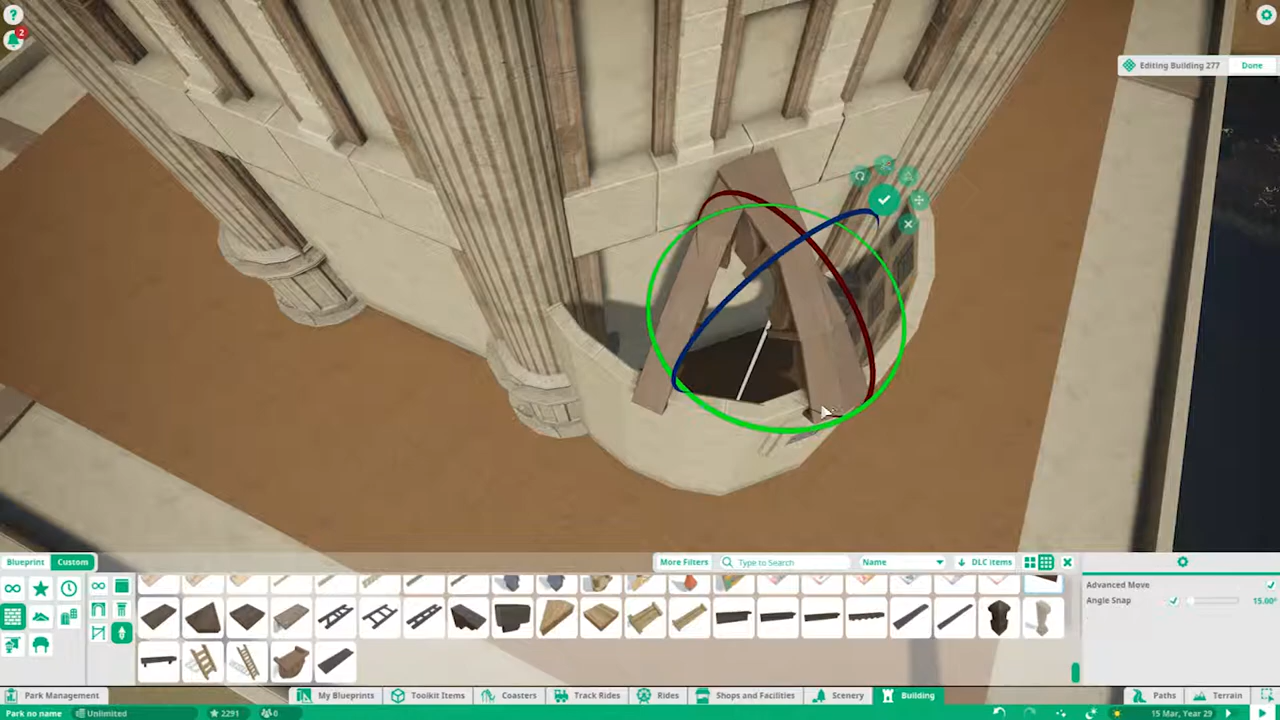 ?
2
Editing Building 277 Done
Blueprint Custom
More Filters Type to Search Name DLC items
Advanced Move
Angle Snap 15.00°
Park Management My Blueprints Toolkit Items Coasters Track Rides Rides Shops and Facilities Scenery Building Paths Terrain
Park no name Unlimited 2291 0 15 Mar, Year 29